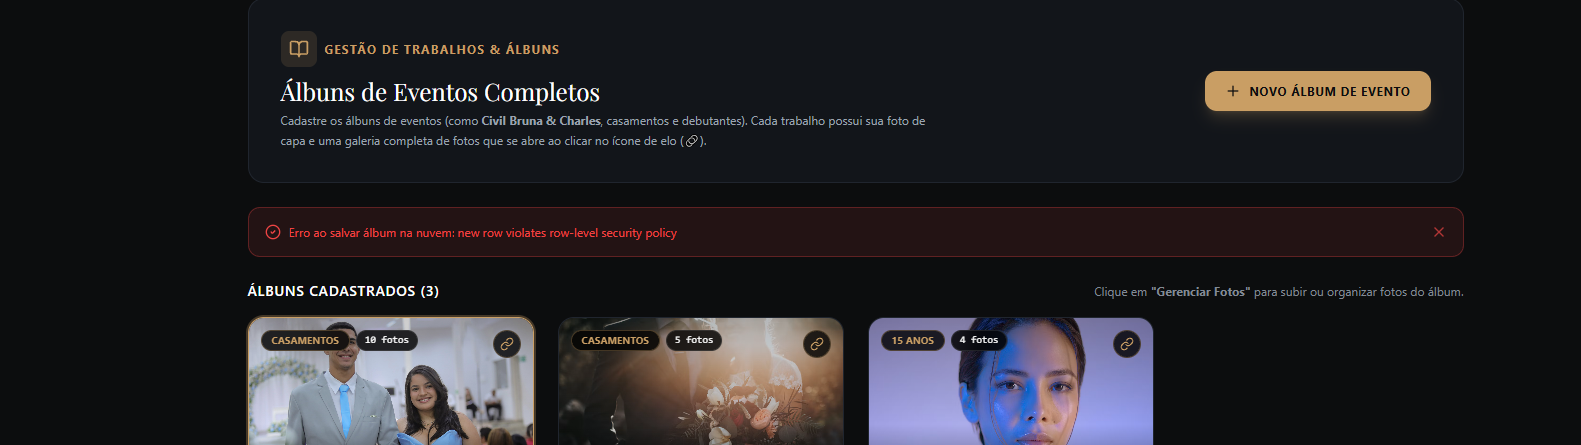 GESTÃO DE TRABALHOS & ÁLBUNS
Álbuns de Eventos Completos
Cadastre os álbuns de eventos (como Civil Bruna & Charles, casamentos e debutantes). Cada trabalho possui sua foto de
capa e uma galeria completa de fotos que se abre ao clicar no ícone de elo (🔗).
+ NOVO ÁLBUM DE EVENTO
Erro ao salvar álbum na nuvem: new row violates row-level security policy
ÁLBUNS CADASTRADOS (3)
Clique em "Gerenciar Fotos" para subir ou organizar fotos do álbum.
CASAMENTOS 10 fotos
CASAMENTOS 5 fotos
15 ANOS 4 fotos